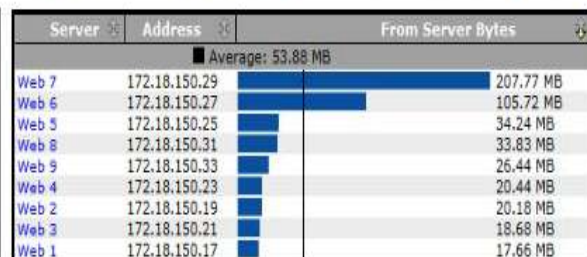 Server Address From Server Bytes
Average: 53.88 MB
Web 7 172.18.150.29 207.77 MB
Web 6 172.18.150.27 105.72 MB
Web 5 172.18.150.25 34.24 MB
Web 8 172.18.150.31 33.83 MB
Web 9 172.18.150.33 26.44 MB
Web 4 172.18.150.23 20.44 MB
Web 2 172.18.150.19 20.18 MB
Web 3 172.18.150.21 18.68 MB
Web 1 172.18.150.17 17.66 MB